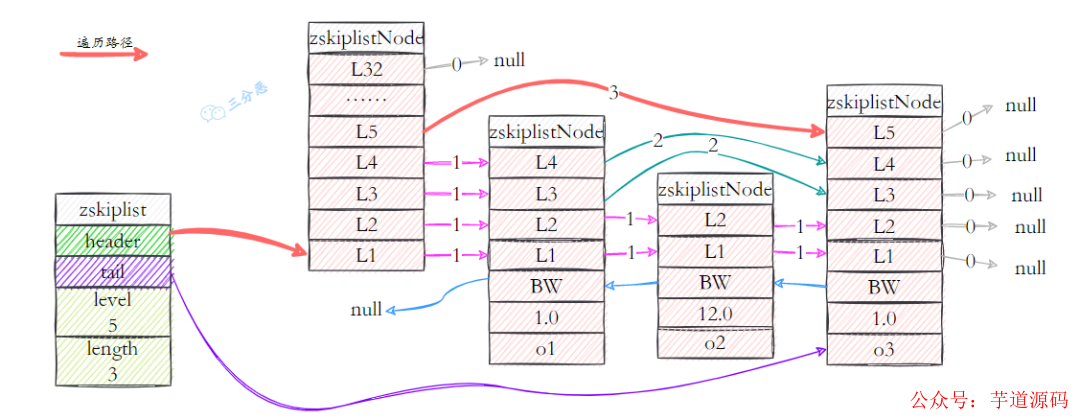 遍历路径
三分恶
zskiplist
header
tail
level
5
length
3
zskiplistNode
L32
0
null
……
L5
3
L4
1
L3
1
L2
1
L1
1
zskiplistNode
L4
2
L3
2
L2
1
L1
1
BW
null
1.0
o1
zskiplistNode
L2
1
L1
1
BW
12.0
o2
zskiplistNode
L5
0
null
L4
0
null
L3
0
null
L2
0
null
L1
0
null
BW
1.0
o3
公众号：芋道源码